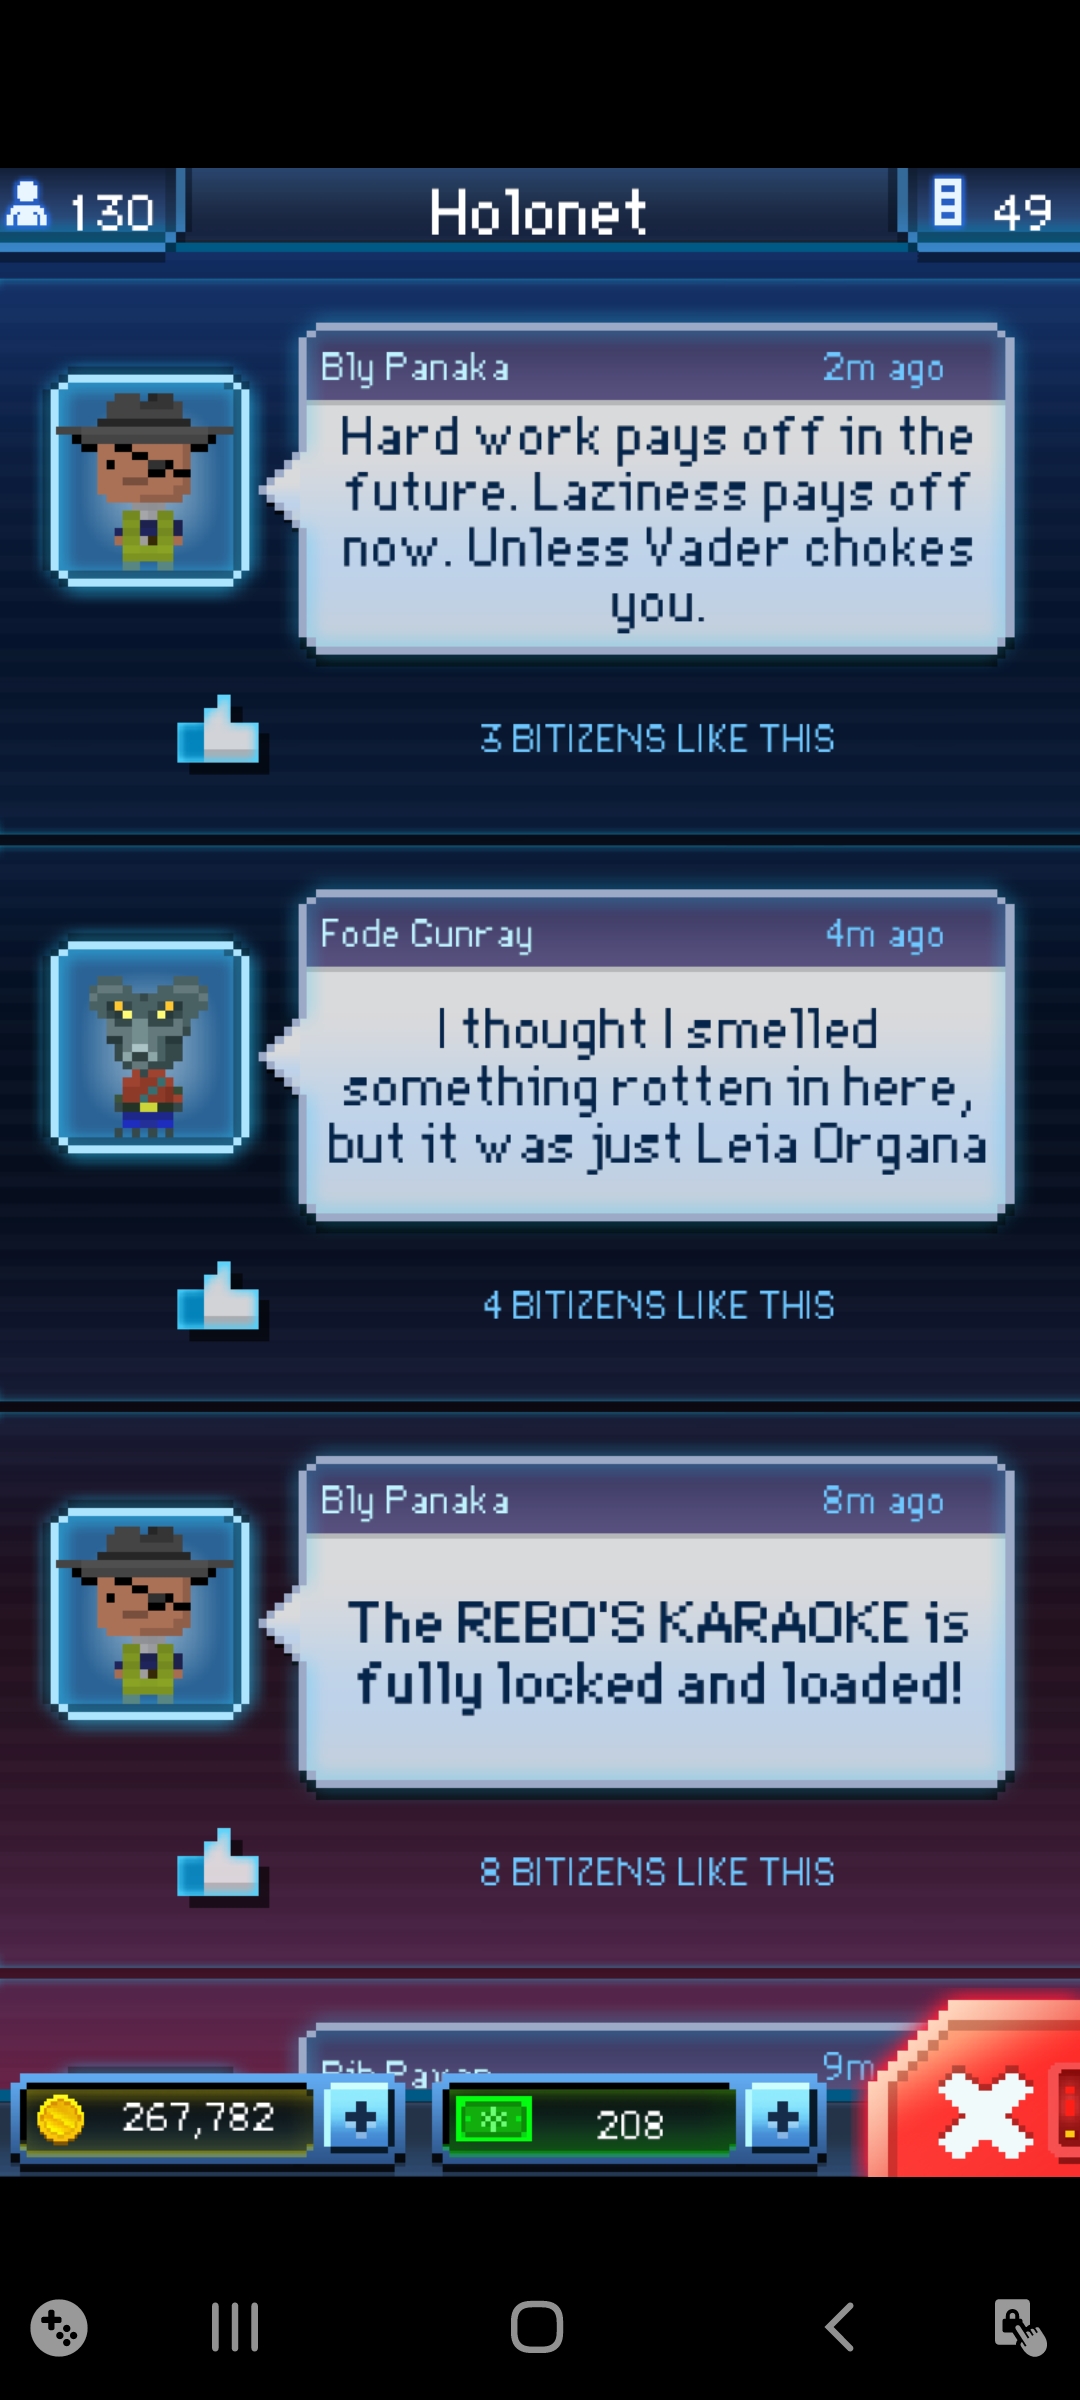 130
Holonet
49
Bly Panaka
2m ago
Hard work pays off in the
future. Laziness pays off
now. Unless Vader chokes
you.
3 BITIZENS LIKE THIS
Fode Gunray
4m ago
I thought I smelled
something rotten in here,
but it was just Leia Organa
4 BITIZENS LIKE THIS
Bly Panaka
8m ago
The REBO'S KARAOKE is
fully locked and loaded!
8 BITIZENS LIKE THIS
9m
267,782
208